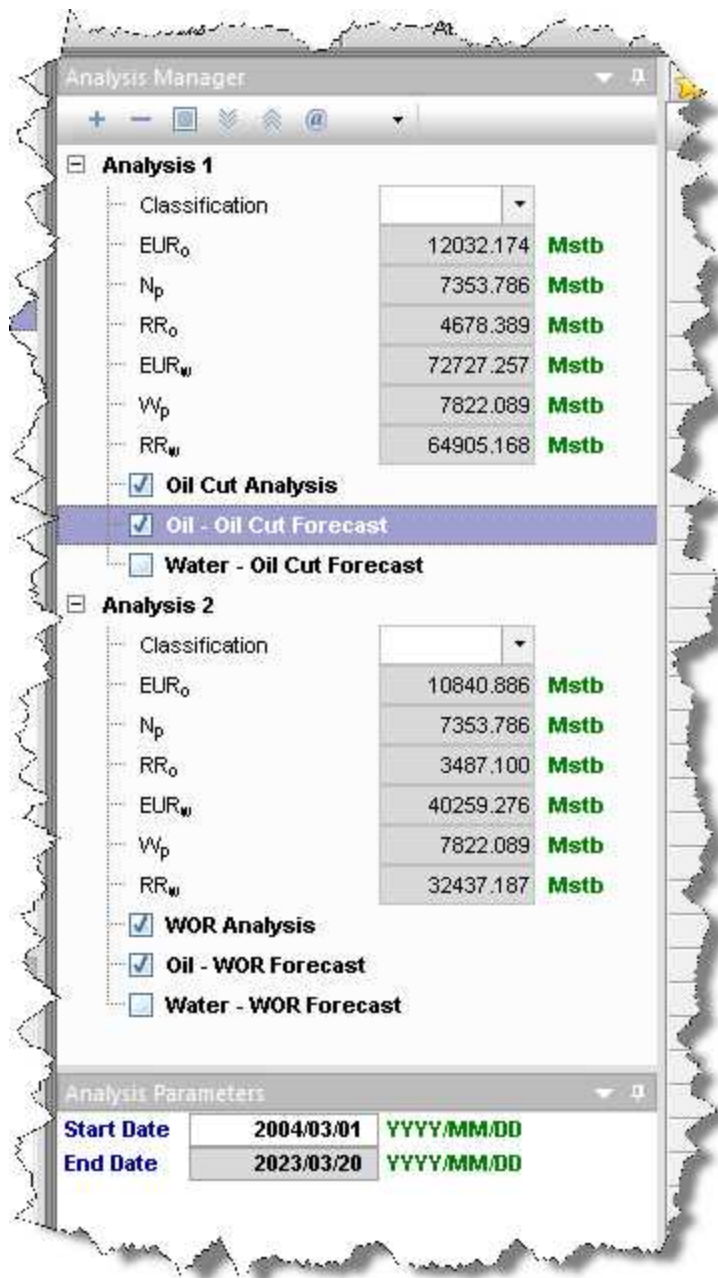 Analysis Manager
@
Analysis 1
Classification
EURo
12032.174 Mstb
Np
7353.786 Mstb
RRo
4678.389 Mstb
EURw
72727.257 Mstb
Wp
7822.089 Mstb
RRw
64905.168 Mstb
Oil Cut Analysis
Oil - Oil Cut Forecast
Water - Oil Cut Forecast
Analysis 2
Classification
EURo
10840.886 Mstb
Np
7353.786 Mstb
RRo
3487.100 Mstb
EURw
40259.276 Mstb
Wp
7822.089 Mstb
RRw
32437.187 Mstb
WOR Analysis
Oil - WOR Forecast
Water - WOR Forecast
Analysis Parameters
Start Date 2004/03/01 YYYY/MM/DD
End Date 2023/03/20 YYYY/MM/DD